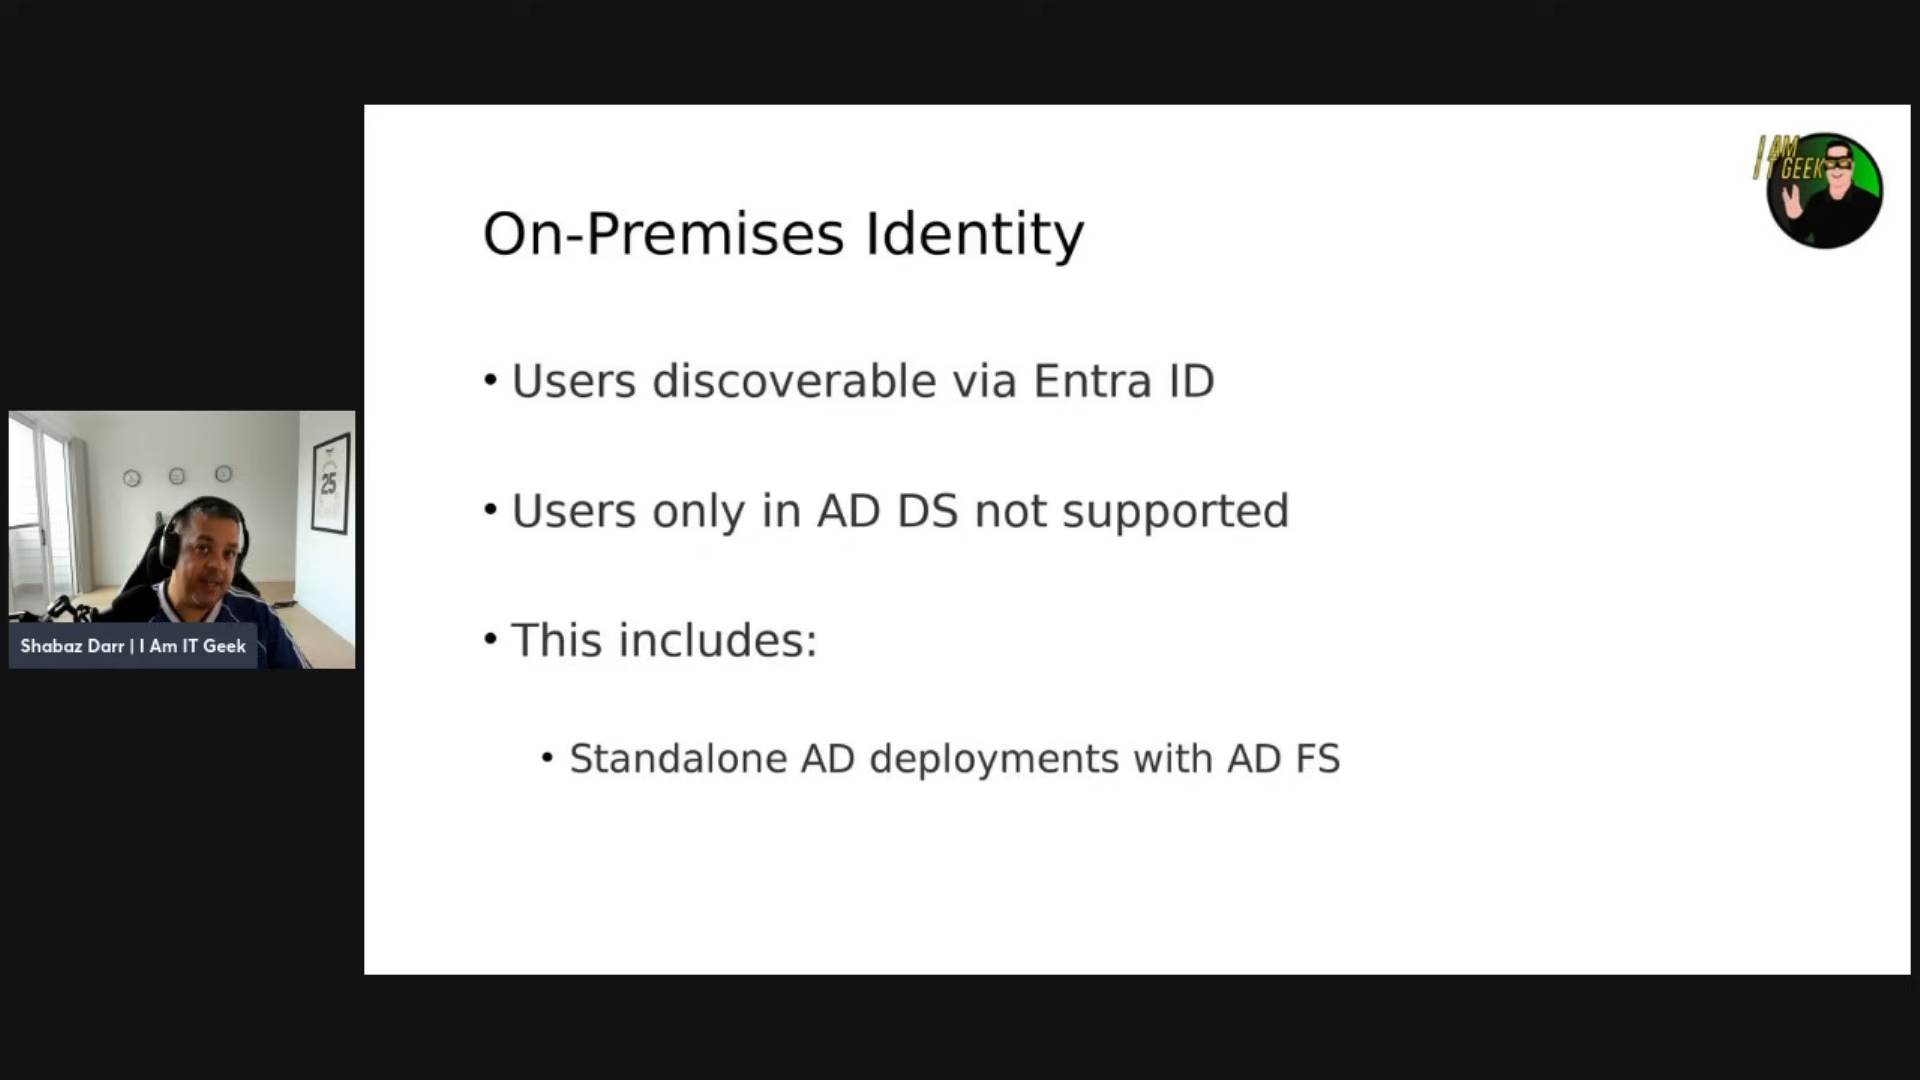 I AM
IT GEEK
On-Premises Identity
• Users discoverable via Entra ID
• Users only in AD DS not supported
• This includes:
• Standalone AD deployments with AD FS
25
Shabaz Darr | I Am IT Geek